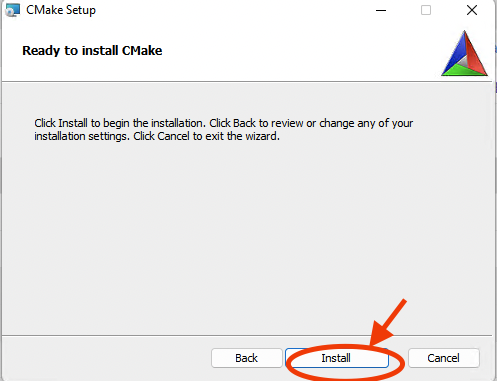 CMake Setup
Ready to install CMake
Click Install to begin the installation. Click Back to review or change any of your
installation settings. Click Cancel to exit the wizard.
Back Install Cancel